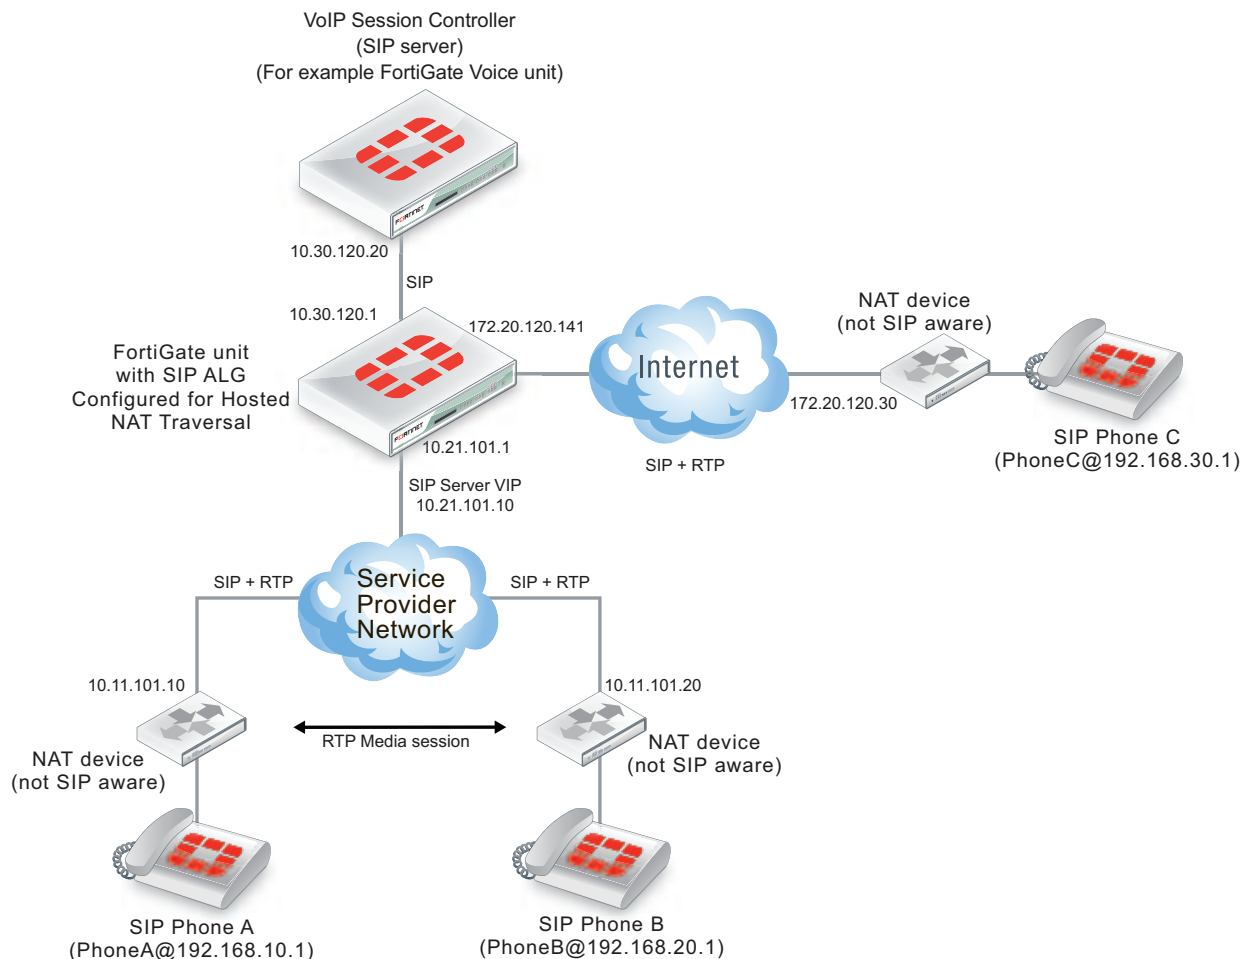 VoIP Session Controller
(SIP server)
(For example FortiGate Voice unit)
FORTINET
10.30.120.20
SIP
10.30.120.1
172.20.120.141
FortiGate unit
with SIP ALG
Configured for Hosted
NAT Traversal
FORTINET
10.21.101.1
Internet
SIP + RTP
NAT device
(not SIP aware)
172.20.120.30
SIP Phone C
(PhoneC@192.168.30.1)
SIP Server VIP
10.21.101.10
Service
Provider
Network
SIP + RTP
SIP + RTP
10.11.101.10
10.11.101.20
RTP Media session
NAT device
(not SIP aware)
NAT device
(not SIP aware)
SIP Phone A
(PhoneA@192.168.10.1)
SIP Phone B
(PhoneB@192.168.20.1)